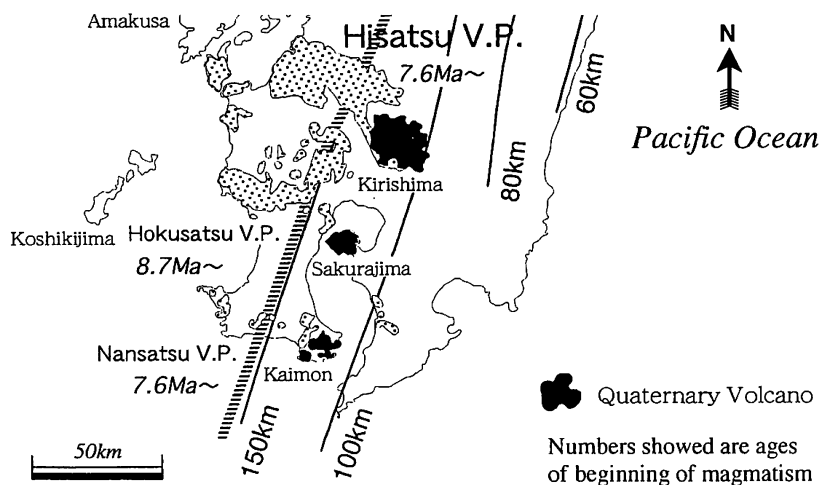 Amakusa
Hisatsu V.P.
7.6Ma~
N
60km
Pacific Ocean
80km
Kirishima
Koshikijima
Hokusatsu V.P.
8.7Ma~
Sakurajima
Nansatsu V.P.
7.6Ma~
Kaimon
150km
100km
Quaternary Volcano
50km
Numbers showed are ages
of beginning of magmatism